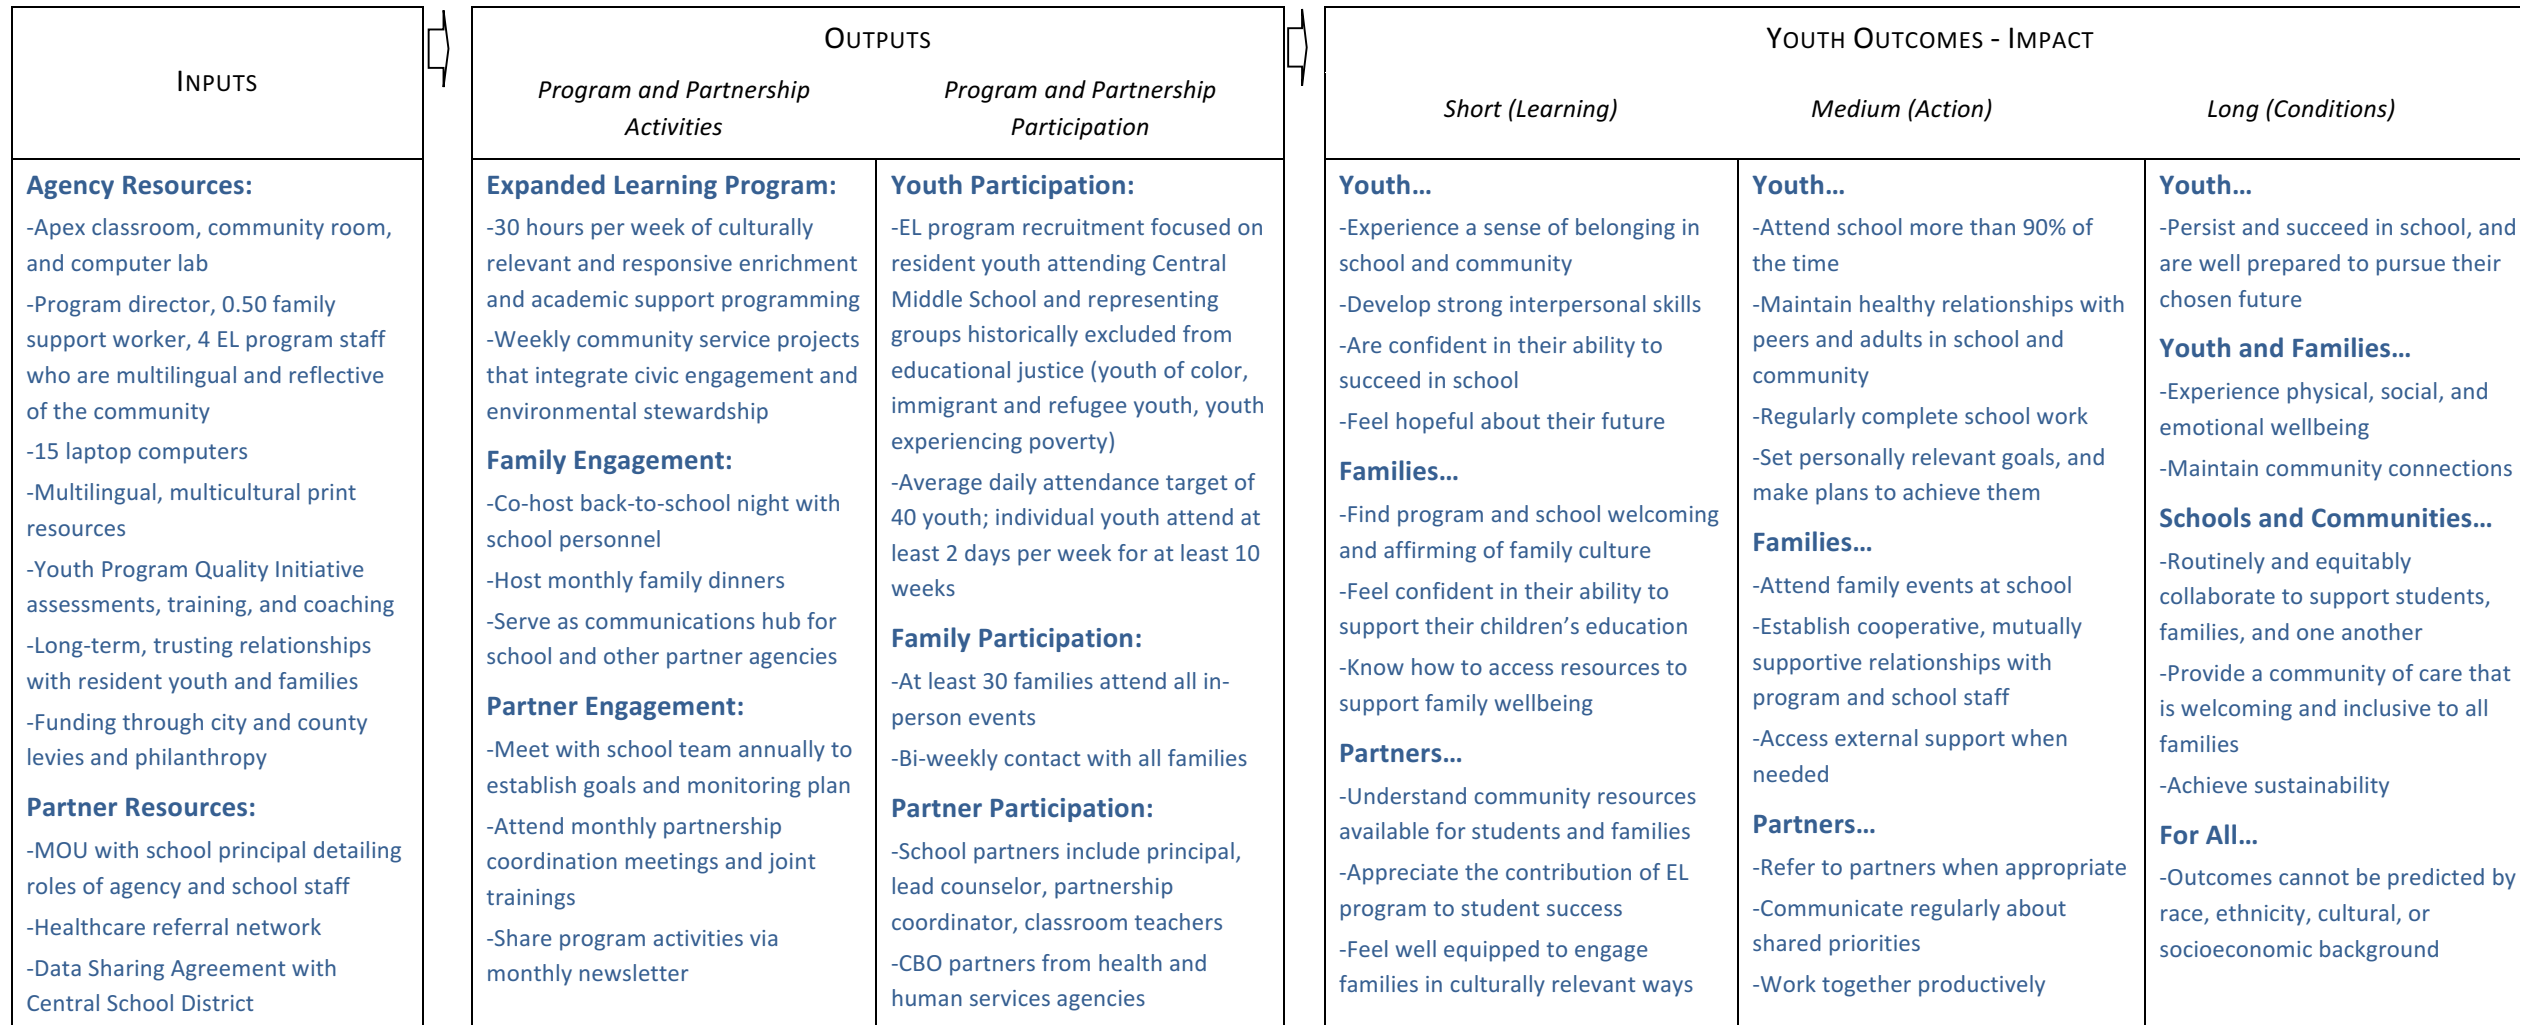 INPUTS
Agency Resources:
-Apex classroom, community room,
and computer lab
-Program director, 0.50 family
support worker, 4 EL program staff
who are multilingual and reflective
of the community
-15 laptop computers
-Multilingual, multicultural print
resources
-Youth Program Quality Initiative
assessments, training, and coaching
-Long-term, trusting relationships
with resident youth and families
-Funding through city and county
levies and philanthropy
Partner Resources:
-MOU with school principal detailing
roles of agency and school staff
-Healthcare referral network
-Data Sharing Agreement with
Central School District
OUTPUTS
Program and Partnership
Activities
Expanded Learning Program:
-30 hours per week of culturally
relevant and responsive enrichment
and academic support programming
-Weekly community service projects
that integrate civic engagement and
environmental stewardship
Family Engagement:
-Co-host back-to-school night with
school personnel
-Host monthly family dinners
-Serve as communications hub for
school and other partner agencies
Partner Engagement:
-Meet with school team annually to
establish goals and monitoring plan
-Attend monthly partnership
coordination meetings and joint
trainings
-Share program activities via
monthly newsletter
Program and Partnership
Participation
Youth Participation:
-EL program recruitment focused on
resident youth attending Central
Middle School and representing
groups historically excluded from
educational justice (youth of color,
immigrant and refugee youth, youth
experiencing poverty)
-Average daily attendance target of
40 youth; individual youth attend at
least 2 days per week for at least 10
weeks
Family Participation:
-At least 30 families attend all in-
person events
-Bi-weekly contact with all families
Partner Participation:
-School partners include principal,
lead counselor, partnership
coordinator, classroom teachers
-CBO partners from health and
human services agencies
YOUTH OUTCOMES - IMPACT
Short (Learning)
Youth…
-Experience a sense of belonging in
school and community
-Develop strong interpersonal skills
-Are confident in their ability to
succeed in school
-Feel hopeful about their future
Families…
-Find program and school welcoming
and affirming of family culture
-Feel confident in their ability to
support their children’s education
-Know how to access resources to
support family wellbeing
Partners…
-Understand community resources
available for students and families
-Appreciate the contribution of EL
program to student success
-Feel well equipped to engage
families in culturally relevant ways
Medium (Action)
Youth…
-Attend school more than 90% of
the time
-Maintain healthy relationships with
peers and adults in school and
community
-Regularly complete school work
-Set personally relevant goals, and
make plans to achieve them
Families…
-Attend family events at school
-Establish cooperative, mutually
supportive relationships with
program and school staff
-Access external support when
needed
Partners…
-Refer to partners when appropriate
-Communicate regularly about
shared priorities
-Work together productively
Long (Conditions)
Youth…
-Persist and succeed in school, and
are well prepared to pursue their
chosen future
Youth and Families…
-Experience physical, social, and
emotional wellbeing
-Maintain community connections
Schools and Communities…
-Routinely and equitably
collaborate to support students,
families, and one another
-Provide a community of care that
is welcoming and inclusive to all
families
-Achieve sustainability
For All…
-Outcomes cannot be predicted by
race, ethnicity, cultural, or
socioeconomic background